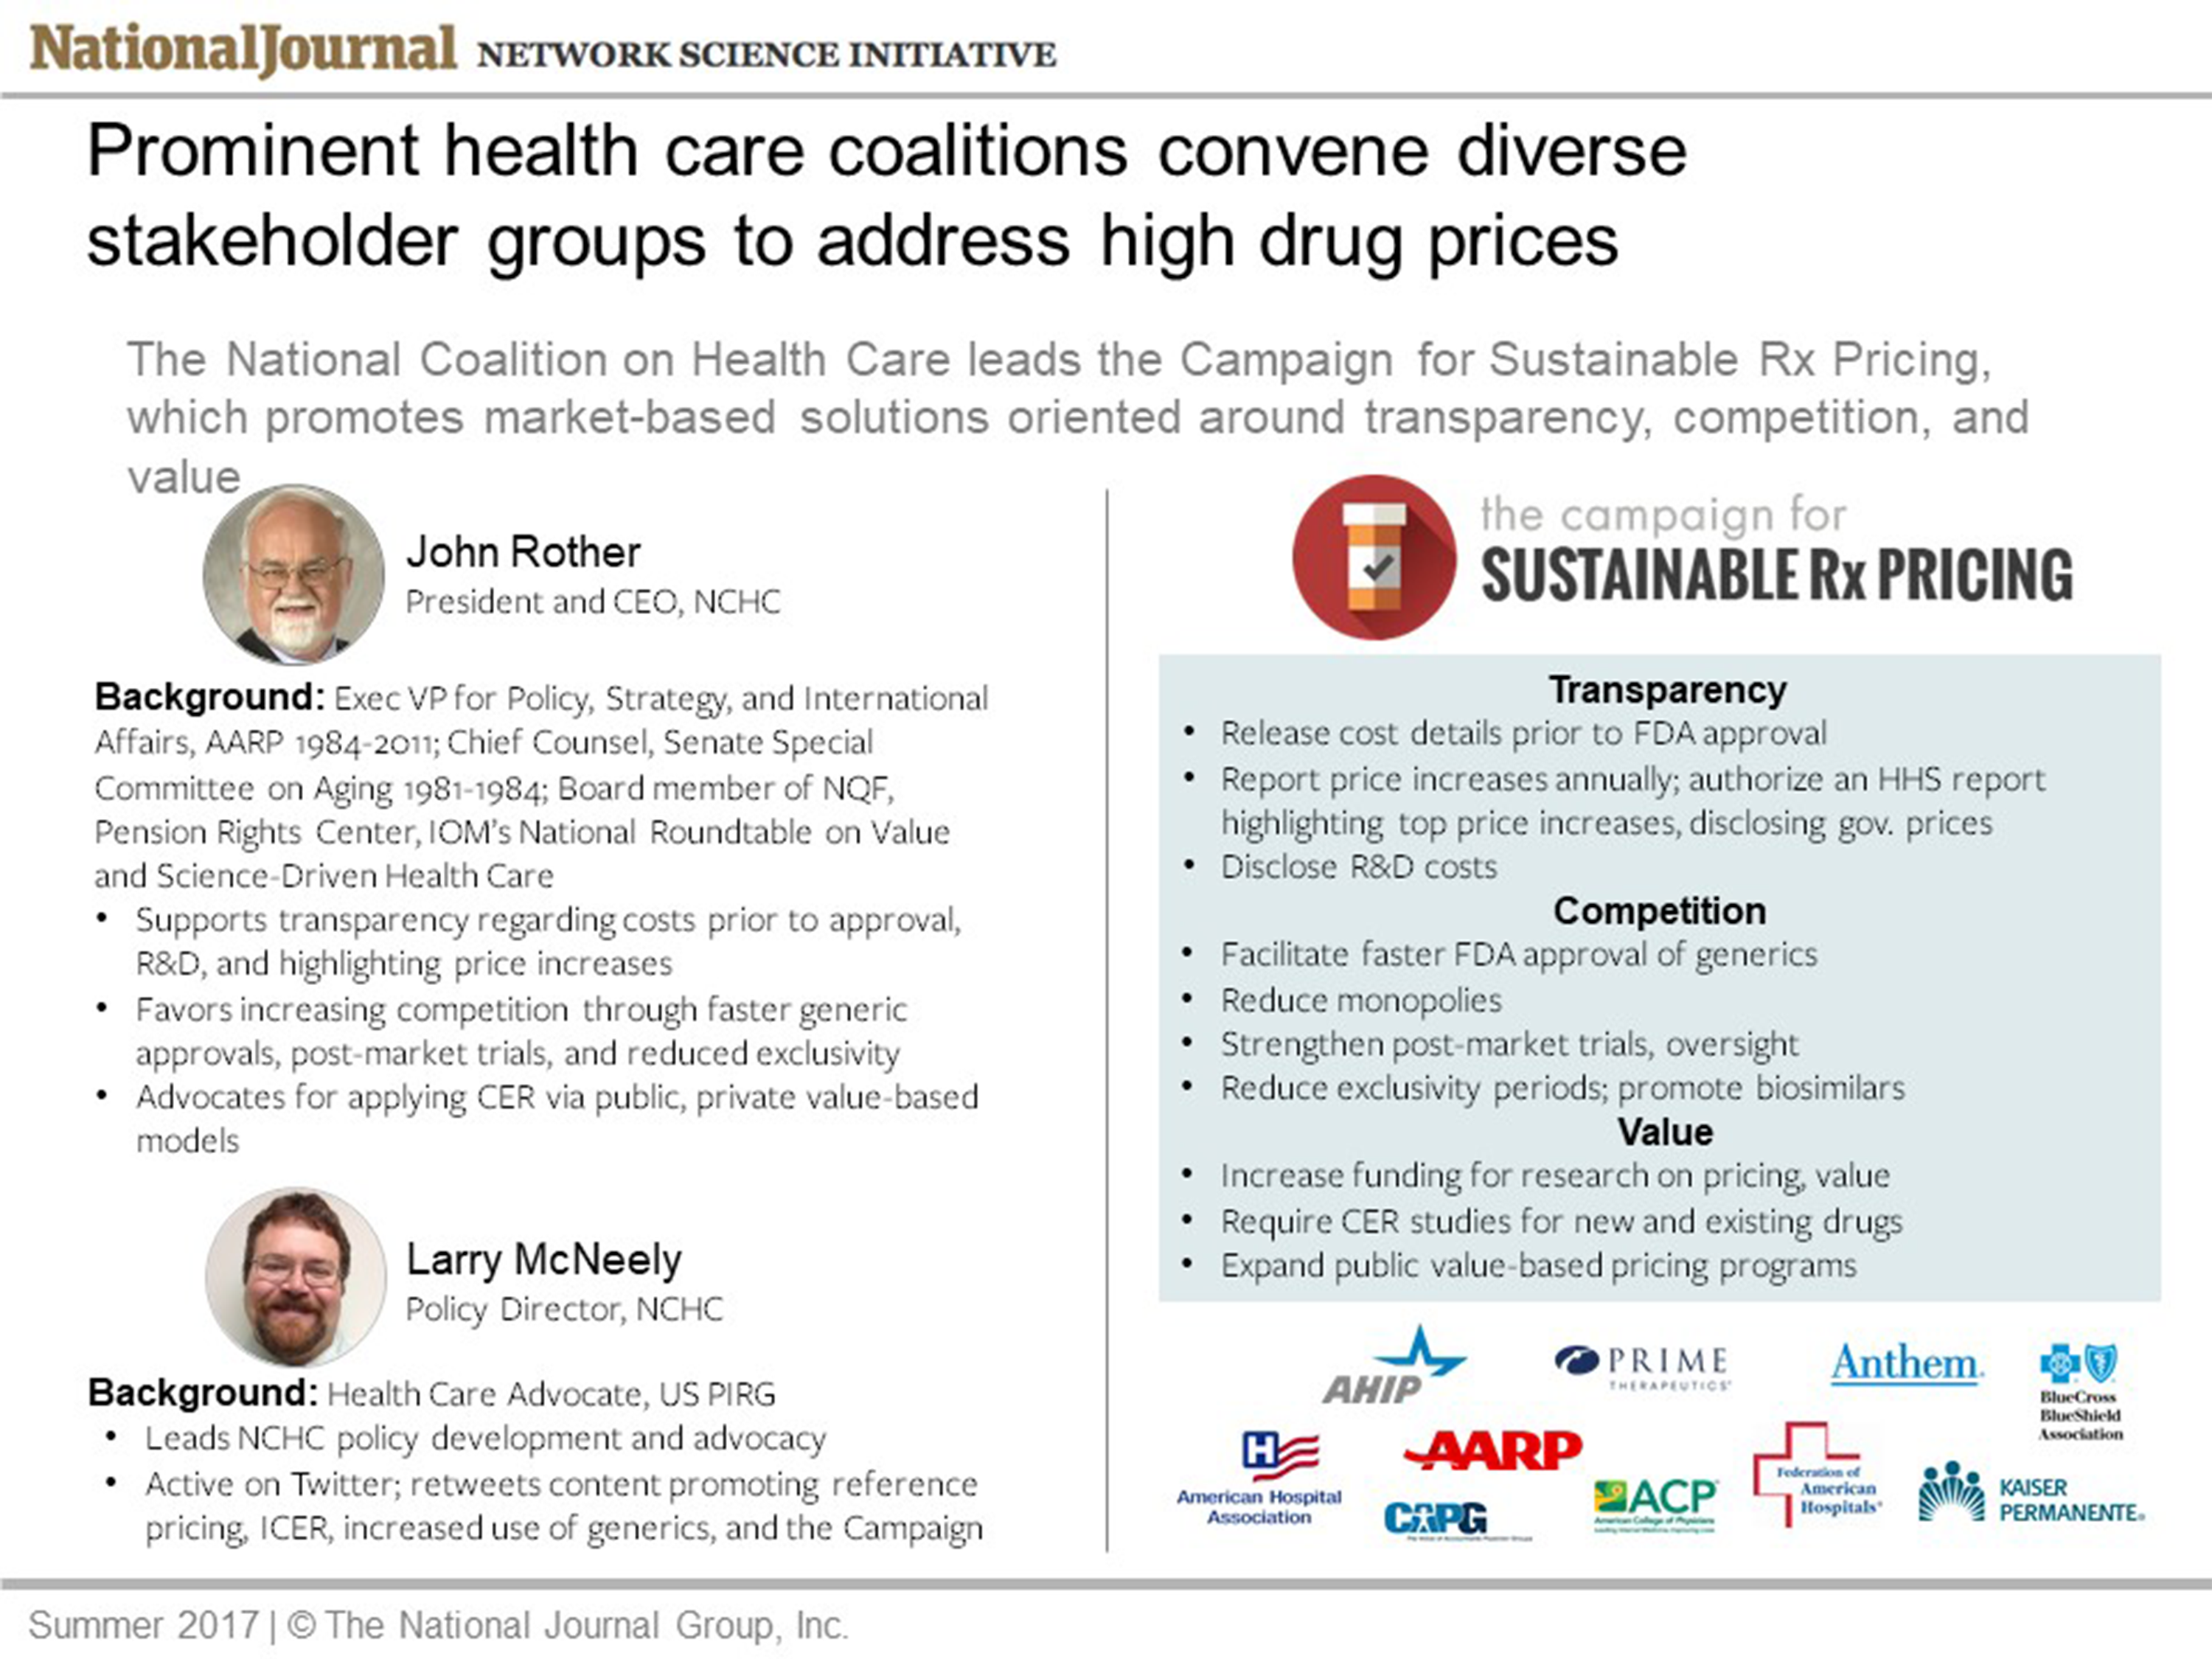 NationalJournal NETWORK SCIENCE INITIATIVE
Prominent health care coalitions convene diverse
stakeholder groups to address high drug prices
The National Coalition on Health Care leads the Campaign for Sustainable Rx Pricing,
which promotes market-based solutions oriented around transparency, competition, and
value
John Rother
President and CEO, NCHC
Background: Exec VP for Policy, Strategy, and International
Affairs, AARP 1984-2011; Chief Counsel, Senate Special
Committee on Aging 1981-1984; Board member of NQF,
Pension Rights Center, IOM's National Roundtable on Value
and Science-Driven Health Care
• Supports transparency regarding costs prior to approval,
R&D, and highlighting price increases
• Favors increasing competition through faster generic
approvals, post-market trials, and reduced exclusivity
• Advocates for applying CER via public, private value-based
models
Larry McNeely
Policy Director, NCHC
Background: Health Care Advocate, US PIRG
• Leads NCHC policy development and advocacy
• Active on Twitter; retweets content promoting reference
pricing, ICER, increased use of generics, and the Campaign
the campaign for
SUSTAINABLE Rx PRICING
Transparency
• Release cost details prior to FDA approval
• Report price increases annually; authorize an HHS report
highlighting top price increases, disclosing gov. prices
• Disclose R&D costs
Competition
• Facilitate faster FDA approval of generics
• Reduce monopolies
• Strengthen post-market trials, oversight
• Reduce exclusivity periods; promote biosimilars
Value
• Increase funding for research on pricing, value
• Require CER studies for new and existing drugs
• Expand public value-based pricing programs
AHIP
PRIME
THERAPEUTICS
Anthem.
BlueCross
BlueShield
Association
H
American Hospital
Association
AARP
CAPG
ACP
American College of Physicians
Federation of
American
Hospitals
KAISER
PERMANENTE.
Summer 2017 | © The National Journal Group, Inc.